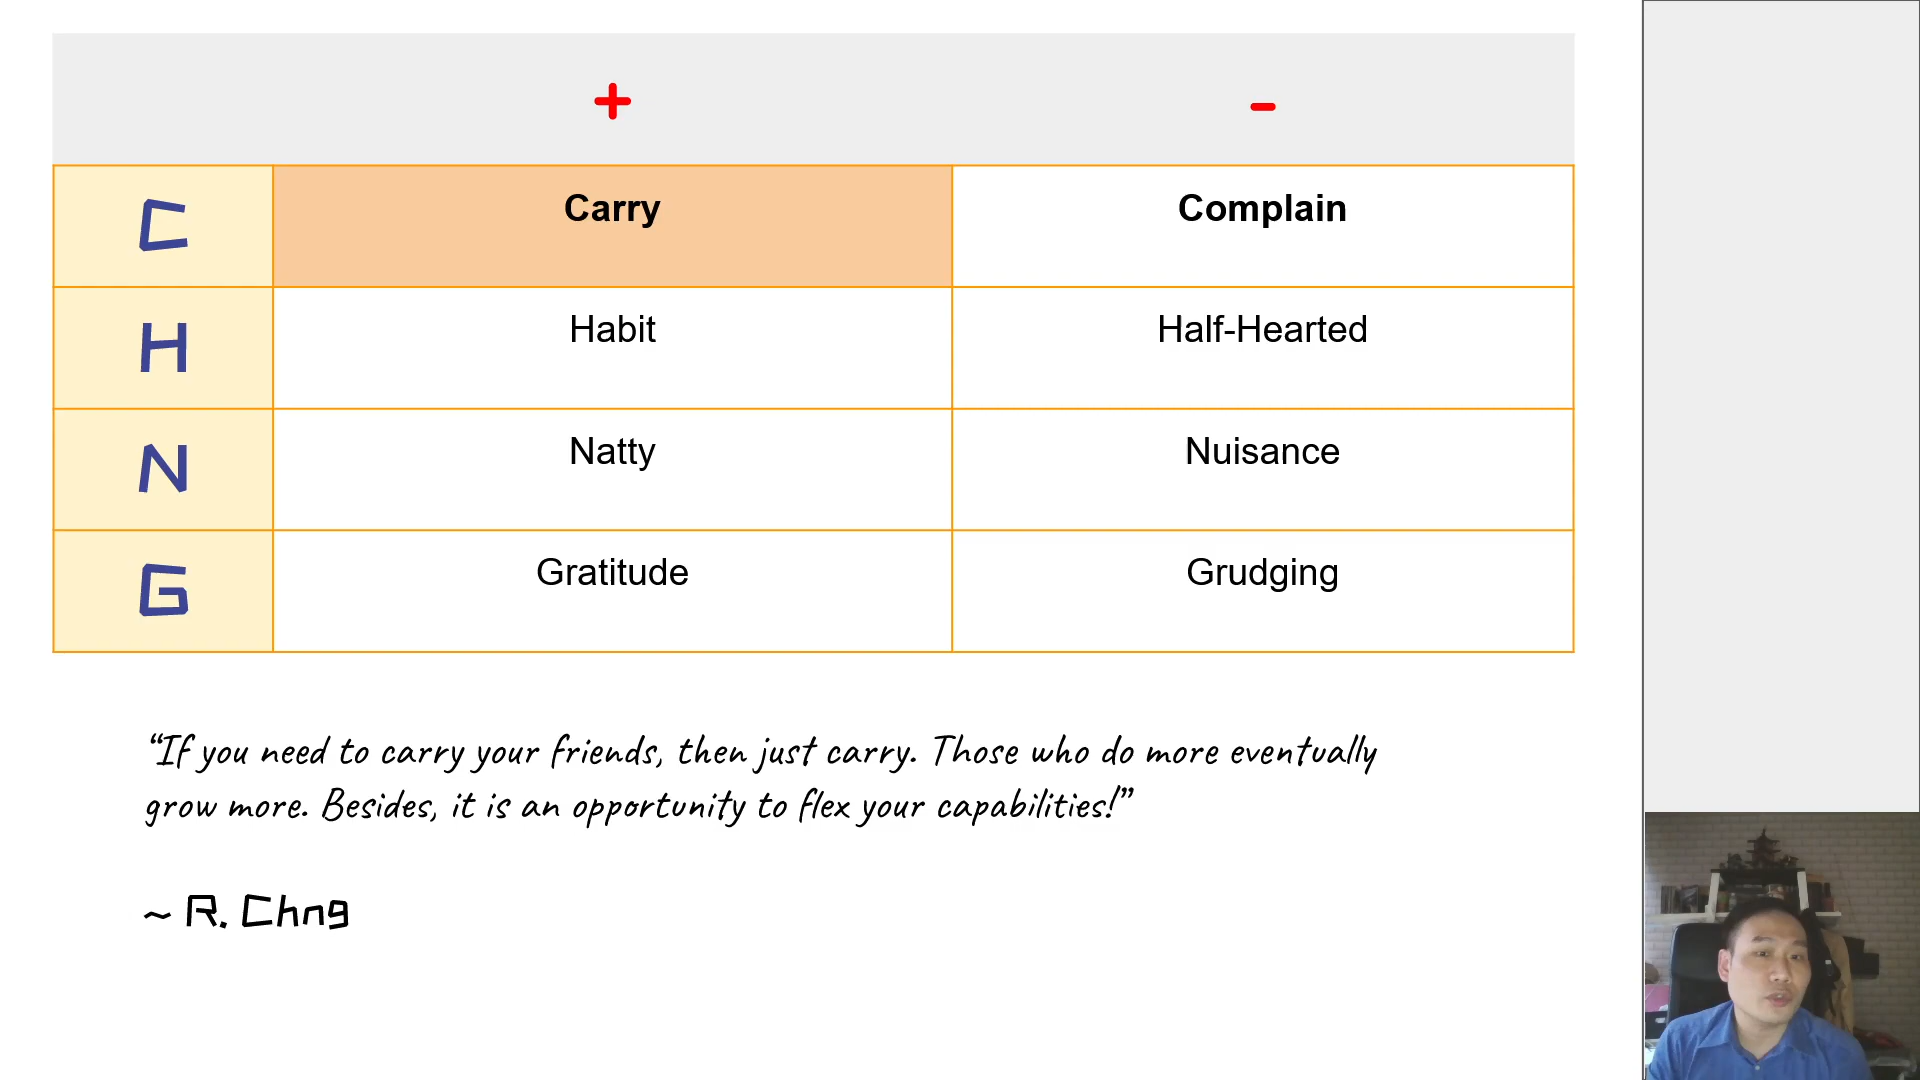 + -
C Carry Complain
H Habit Half-Hearted
N Natty Nuisance
G Gratitude Grudging
“If you need to carry your friends, then just carry. Those who do more eventually
grow more. Besides, it is an opportunity to flex your capabilities!”
~ R. Chng